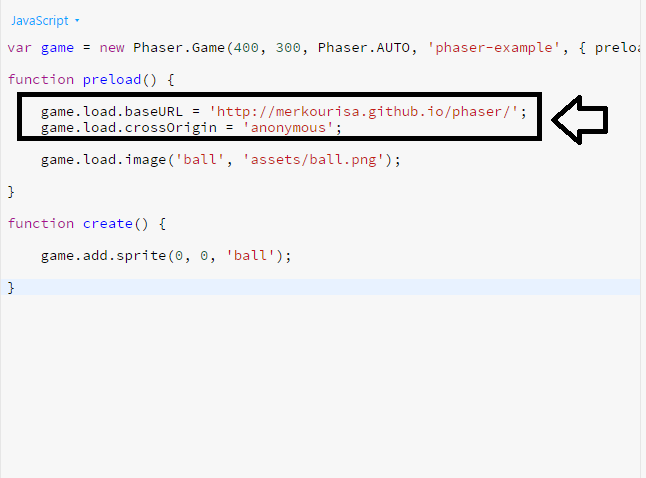 JavaScript
var game = new Phaser.Game(400, 300, Phaser.AUTO, 'phaser-example', { preloa
function preload() {
game.load.baseURL = 'http://merkourisa.github.io/phaser/';
game.load.crossOrigin = 'anonymous';
game.load.image('ball', 'assets/ball.png');
}
function create() {
game.add.sprite(0, 0, 'ball');
}